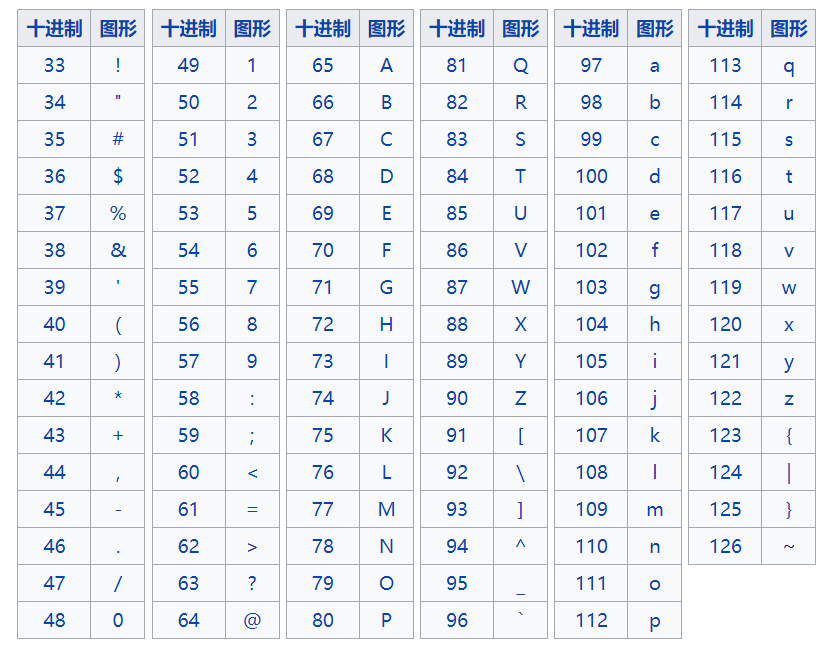 十进制 图形 十进制 图形 十进制 图形 十进制 图形 十进制 图形 十进制 图形
33 ! 49 1 65 A 81 Q 97 a 113 q
34 " 50 2 66 B 82 R 98 b 114 r
35 # 51 3 67 C 83 S 99 c 115 s
36 $ 52 4 68 D 84 T 100 d 116 t
37 % 53 5 69 E 85 U 101 e 117 u
38 & 54 6 70 F 86 V 102 f 118 v
39 ' 55 7 71 G 87 W 103 g 119 w
40 ( 56 8 72 H 88 X 104 h 120 x
41 ) 57 9 73 I 89 Y 105 i 121 y
42 * 58 : 74 J 90 Z 106 j 122 z
43 + 59 ; 75 K 91 [ 107 k 123 {
44 , 60 < 76 L 92 \ 108 l 124 |
45 - 61 = 77 M 93 ] 109 m 125 }
46 . 62 > 78 N 94 ^ 110 n 126 ~
47 / 63 ? 79 O 95 _ 111 o
48 0 64 @ 80 P 96 ` 112 p